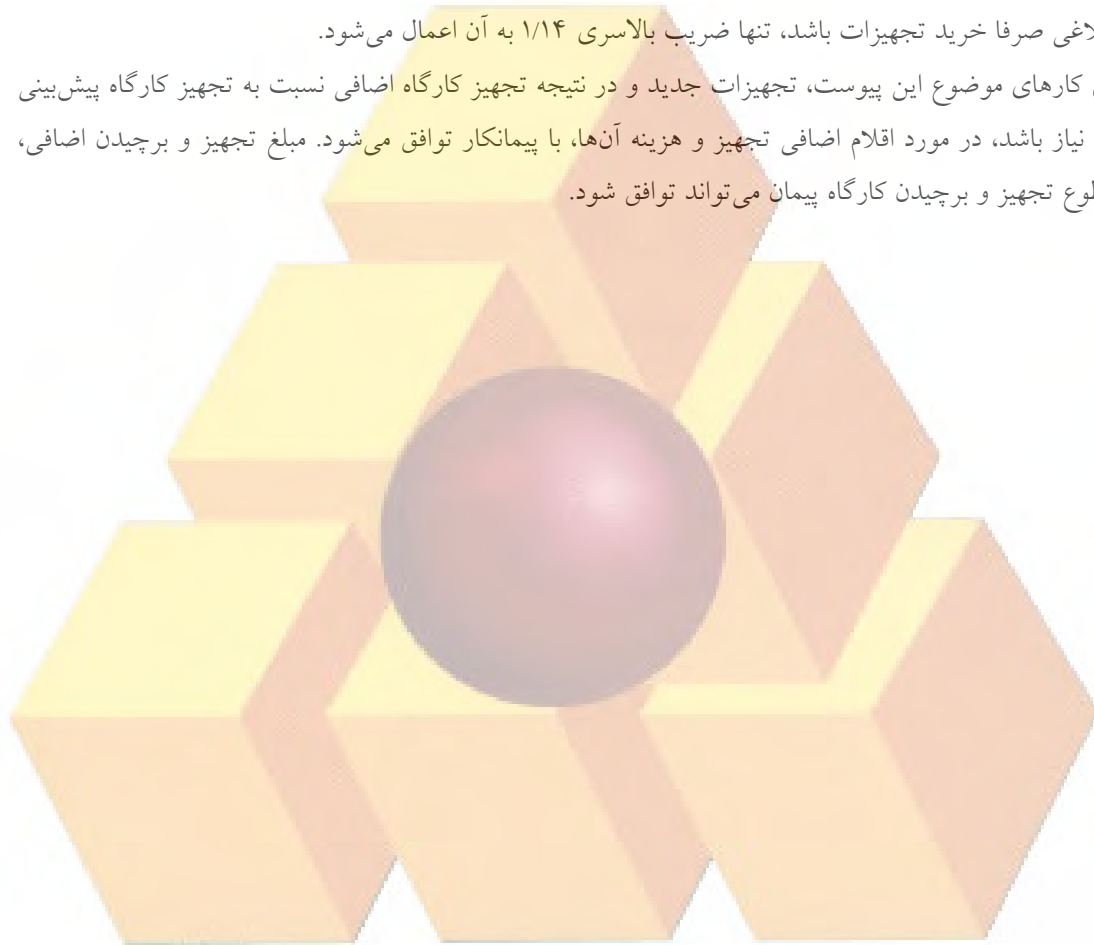 لاغی صرفا خرید تجهیزات باشد، تنها ضریب بالاسری ۱/۱۴ به آن اعمال می‌شود.
کارهای موضوع این پیوست، تجهیزات جدید و در نتیجه تجهیز کارگاه اضافی نسبت به تجهیز کارگاه پیش‌بینی
نیاز باشد، در مورد اقلام اضافی تجهیز و هزینه آن‌ها، با پیمانکار توافق می‌شود. مبلغ تجهیز و برچیدن اضافی،
طوع تجهیز و برچیدن کارگاه پیمان می‌تواند توافق شود.